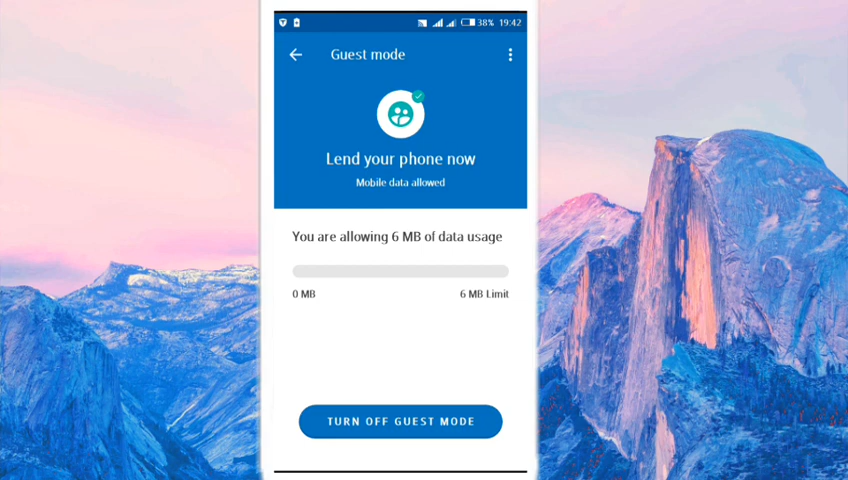 38% 19:42
Guest mode
Lend your phone now
Mobile data allowed
You are allowing 6 MB of data usage
0 MB 6 MB Limit
TURN OFF GUEST MODE